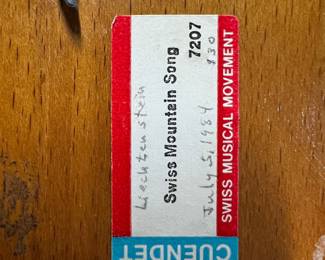 Liechtenstein
Swiss Mountain Song
7207
July 5, 1984 $30
SWISS MUSICAL MOVEMENT
CUENDET